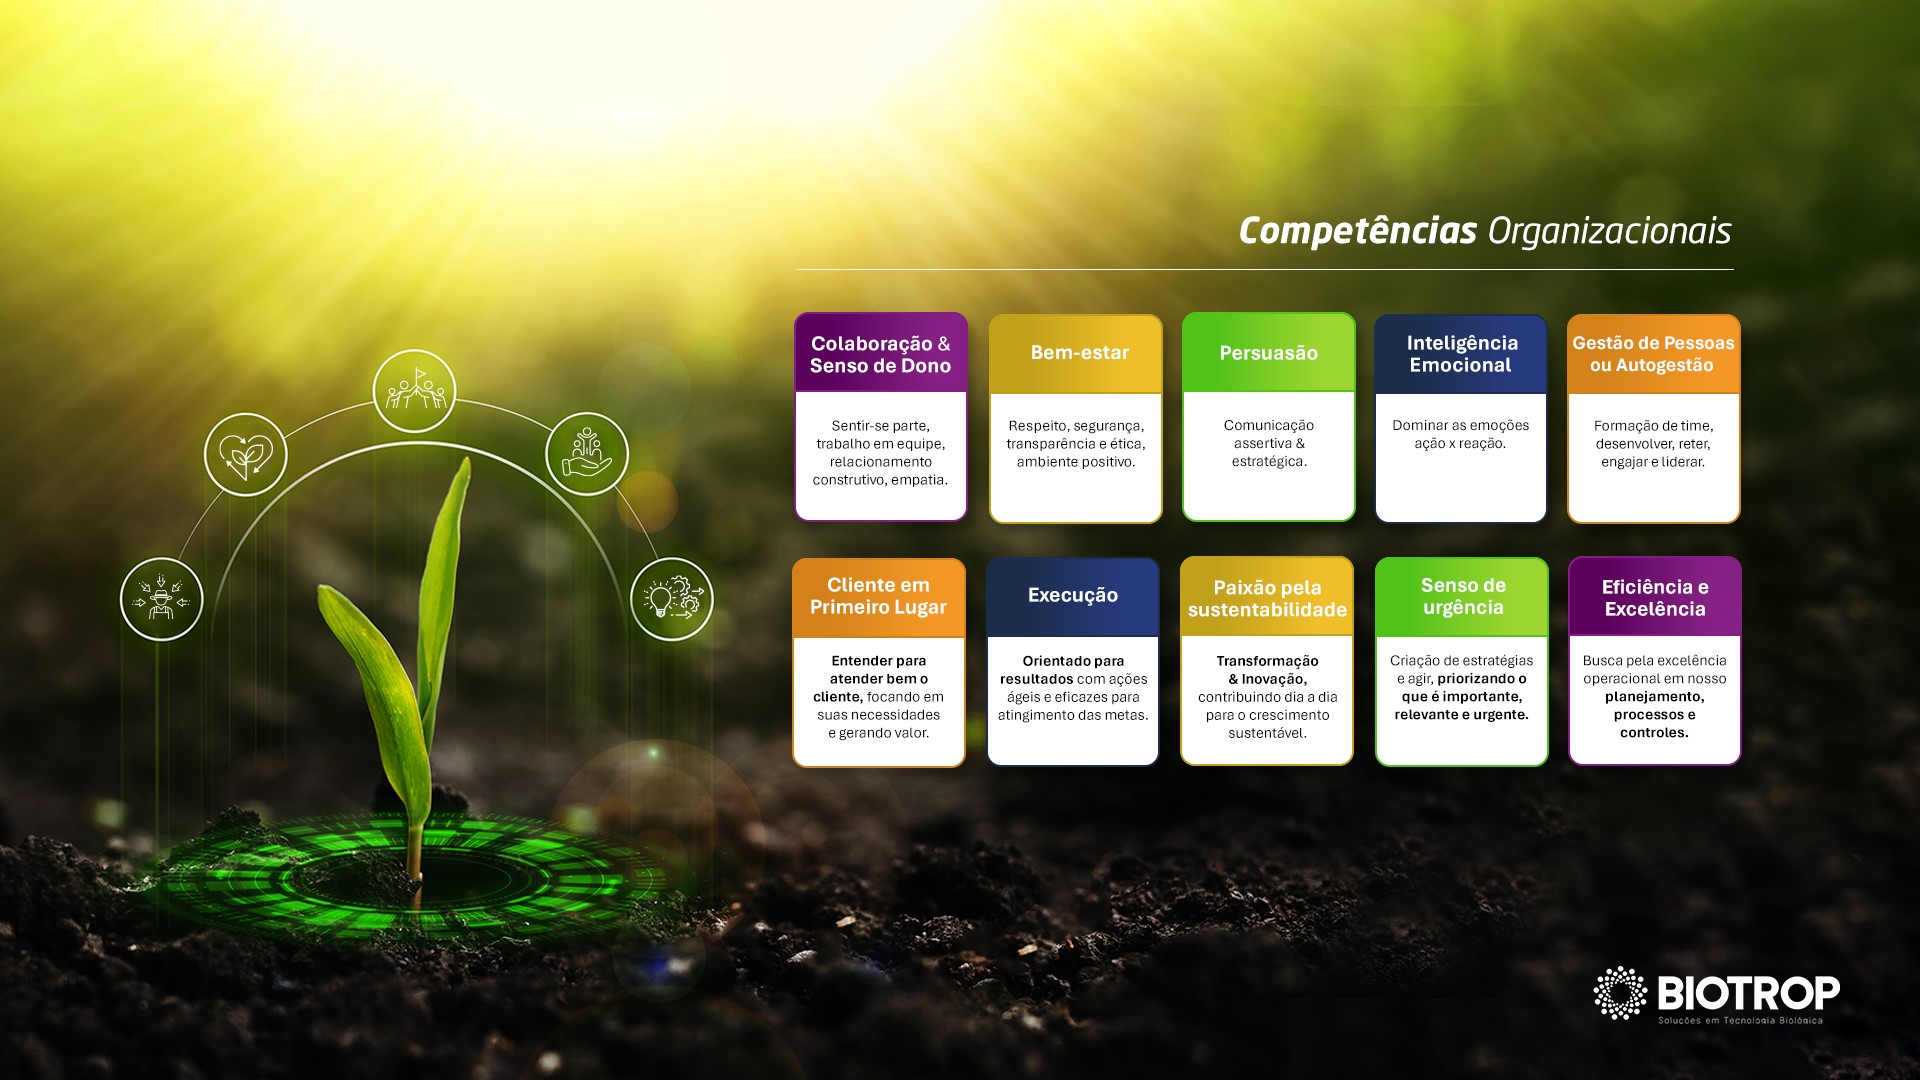 Competências Organizacionais
Colaboração &
Senso de Dono
Sentir-se parte,
trabalho em equipe,
relacionamento
construtivo, empatia.
Bem-estar
Respeito, segurança,
transparência e ética,
ambiente positivo.
Persuasão
Comunicação
assertiva &
estratégica.
Inteligência
Emocional
Dominar as emoções
ação x reação.
Gestão de Pessoas
ou Autogestão
Formação de time,
desenvolver, reter,
engajar e liderar.
Cliente em
Primeiro Lugar
Entender para
atender bem o
cliente, focando em
suas necessidades
e gerando valor.
Execução
Orientado para
resultados com ações
ágeis e eficazes para
atingimento das metas.
Paixão pela
sustentabilidade
Transformação
& Inovação,
contribuindo dia a dia
para o crescimento
sustentável.
Senso de
urgência
Criação de estratégias
e agir, priorizando o
que é importante,
relevante e urgente.
Eficiência e
Excelência
Busca pela excelência
operacional em nosso
planejamento,
processos e
controles.
BIOTROP
Soluções em Tecnologia Biológica